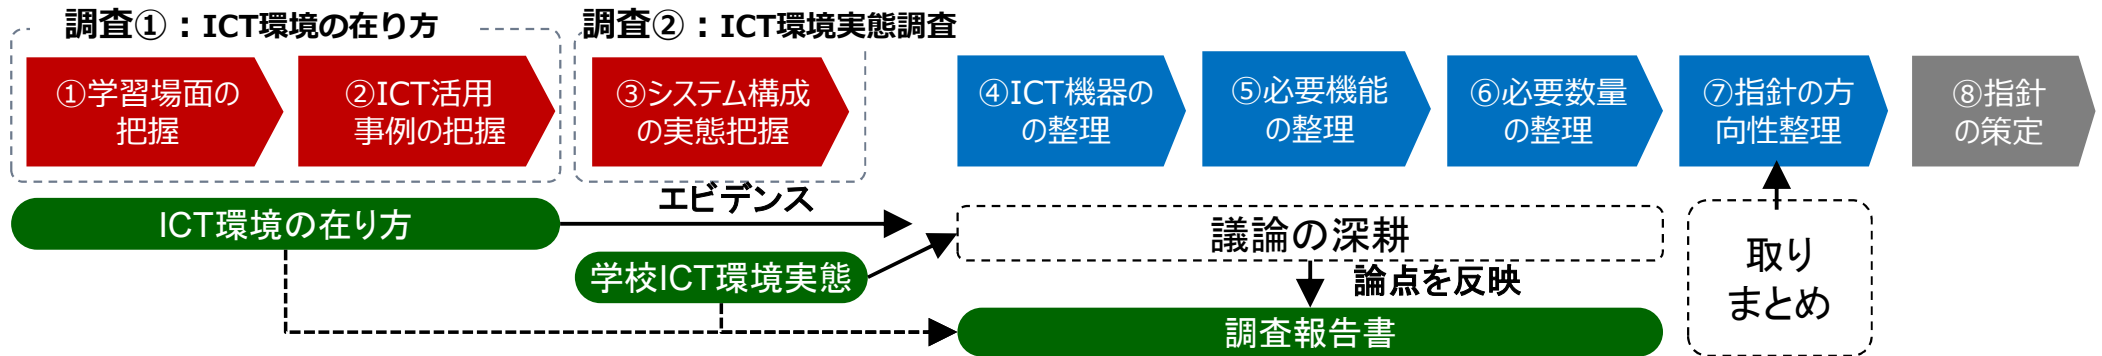 調査①：ICT環境の在り方
調査②：ICT環境実態調査
①学習場面の
把握
②ICT活用
事例の把握
③システム構成
の実態把握
④ICT機器の
の整理
⑤必要機能
の整理
⑥必要数量
の整理
⑦指針の方
向性整理
⑧指針
の策定
エビデンス
ICT環境の在り方
議論の深耕
学校ICT環境実態
論点を反映
取り
まとめ
調査報告書